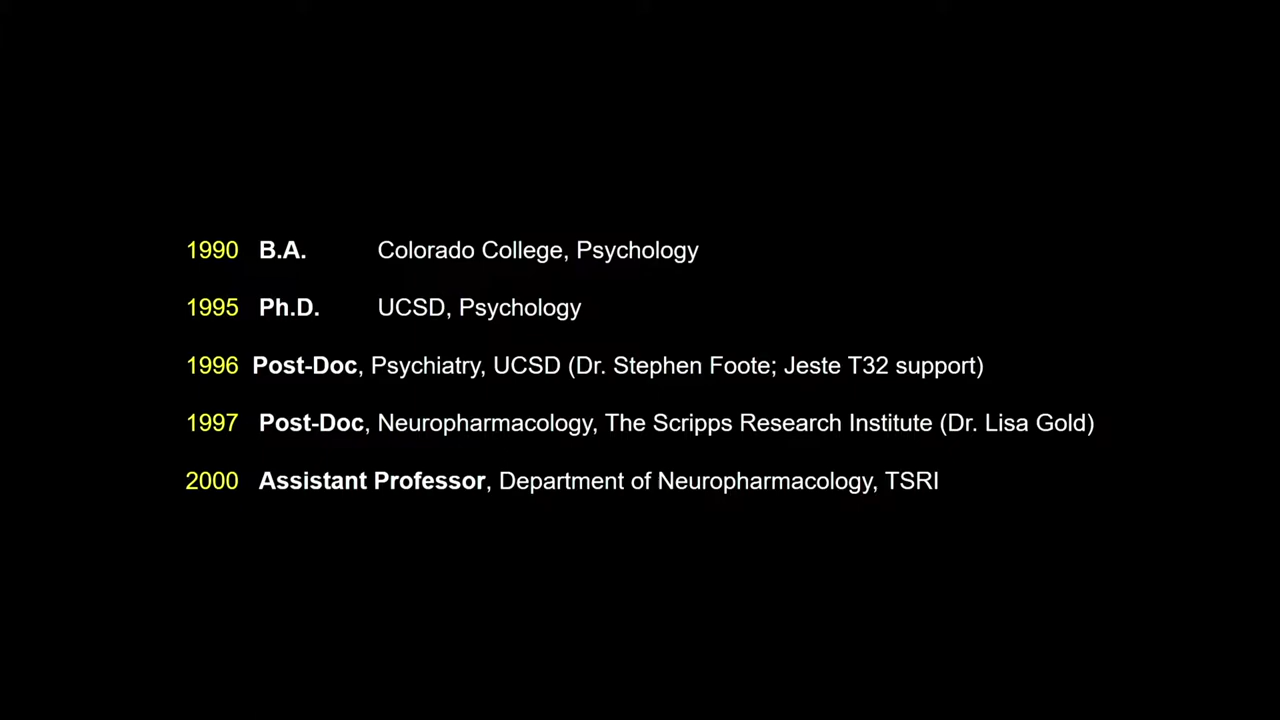 1990 B.A. Colorado College, Psychology
1995 Ph.D. UCSD, Psychology
1996 Post-Doc, Psychiatry, UCSD (Dr. Stephen Foote; Jeste T32 support)
1997 Post-Doc, Neuropharmacology, The Scripps Research Institute (Dr. Lisa Gold)
2000 Assistant Professor, Department of Neuropharmacology, TSRI